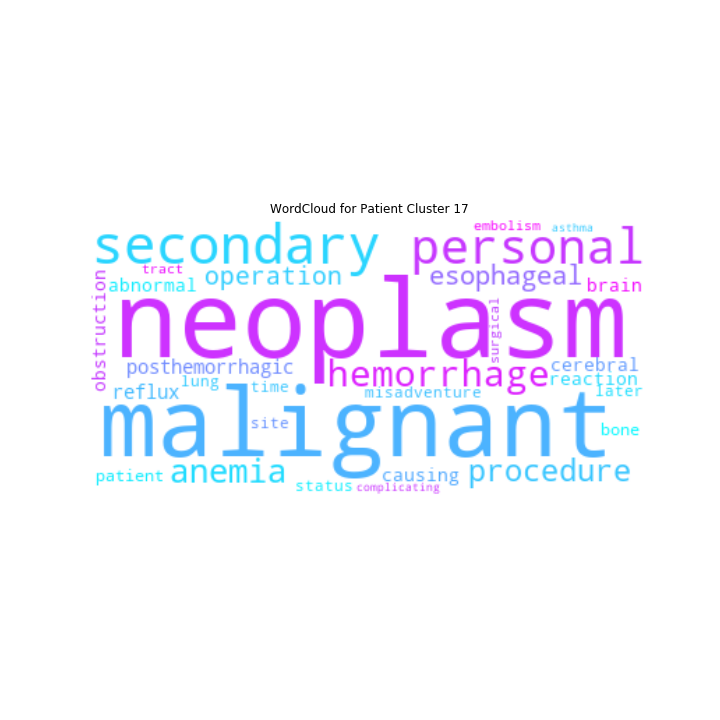 WordCloud for Patient Cluster 17
embolism asthma
secondary personal
tract operation esophageal
abnormal brain
obstruction
neoplasm
surgical
posthemorrhagic hemorrhage cerebral
lung reaction
reflux time misadventure later
malignant
site bone
patient anemia causing procedure
status complicating